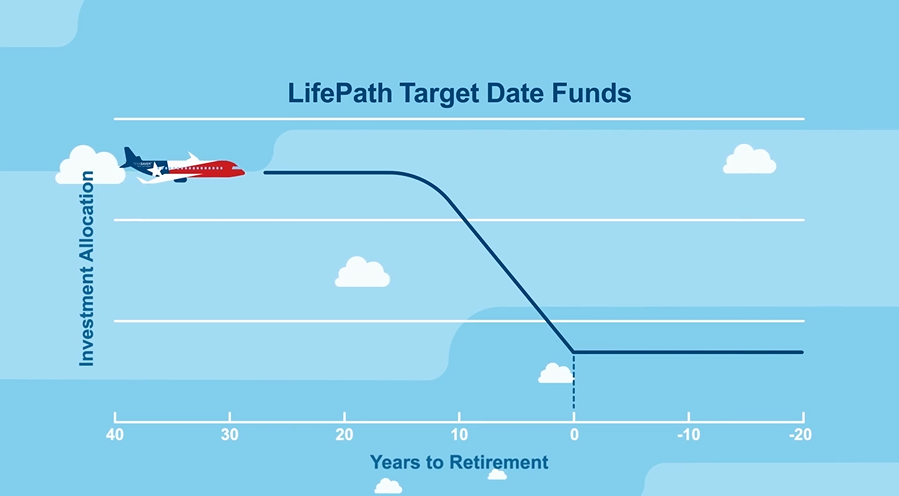 LifePath Target Date Funds
Investment Allocation
40 30 20 10 0 -10 -20
Years to Retirement